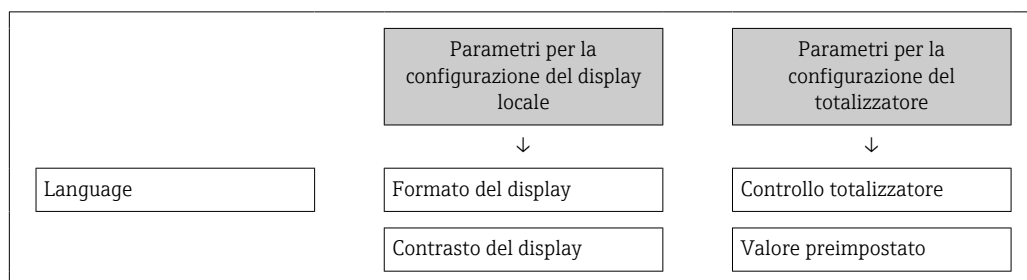 Parametri per la
configurazione del display
locale
Parametri per la
configurazione del
totalizzatore
↓
↓
Language
Formato del display
Controllo totalizzatore
Contrasto del display
Valore preimpostato